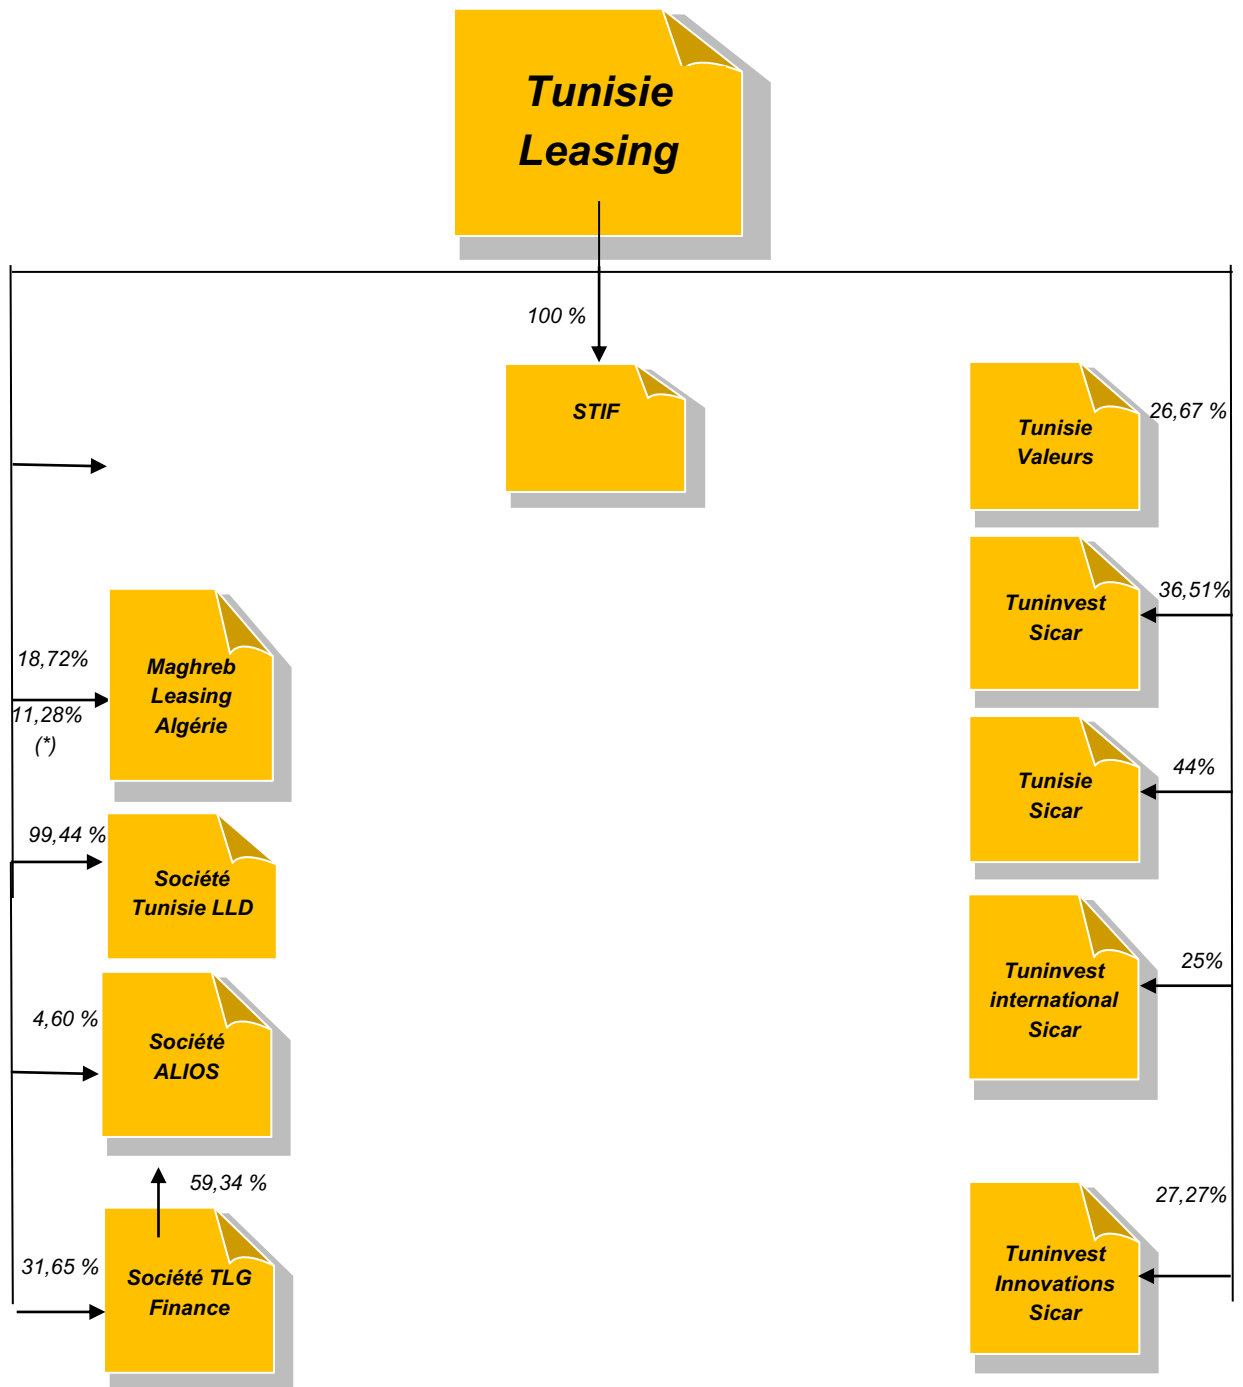 Tunisie
Leasing
100 %
STIF
Tunisie
Valeurs
26,67 %
Tuninvest
Sicar
36,51%
18,72%
11,28%
(*)
Maghreb
Leasing
Algérie
Tunisie
Sicar
44%
99,44 %
Société
Tunisie LLD
Tuninvest
international
Sicar
25%
4,60 %
Société
ALIOS
59,34 %
27,27%
31,65 %
Société TLG
Finance
Tuninvest
Innovations
Sicar